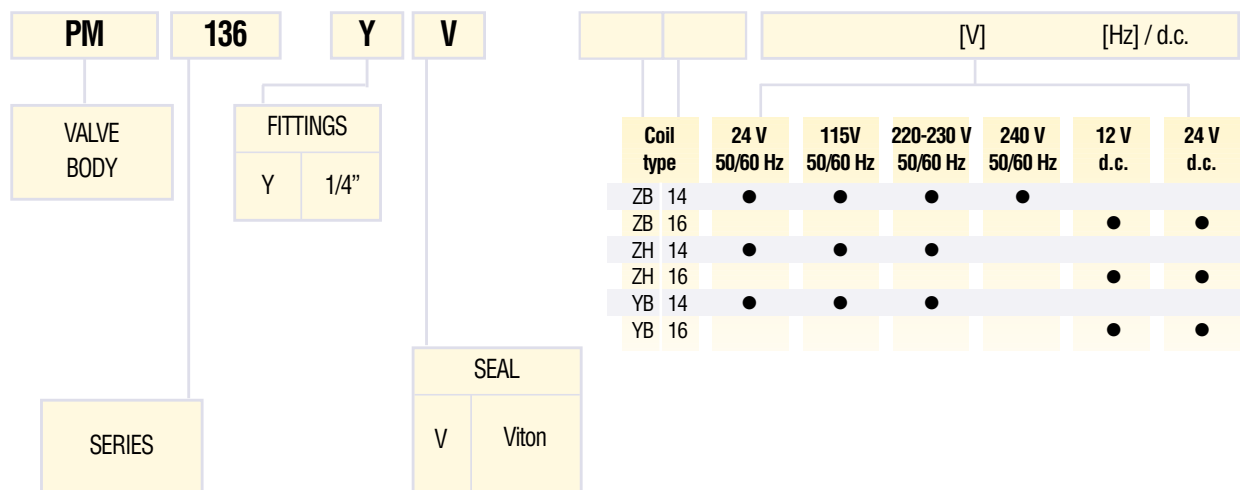 PM 136 Y V [V] [Hz] / d.c.
VALVE
BODY
FITTINGS
Y 1/4”
SERIES
SEAL
V Viton
Coil type 24 V 50/60 Hz 115V 50/60 Hz 220-230 V 50/60 Hz 240 V 50/60 Hz 12 V d.c. 24 V d.c.
ZB 14 ● ● ● ●
ZB 16 ● ●
ZH 14 ● ● ●
ZH 16 ● ●
YB 14 ● ● ●
YB 16 ● ●